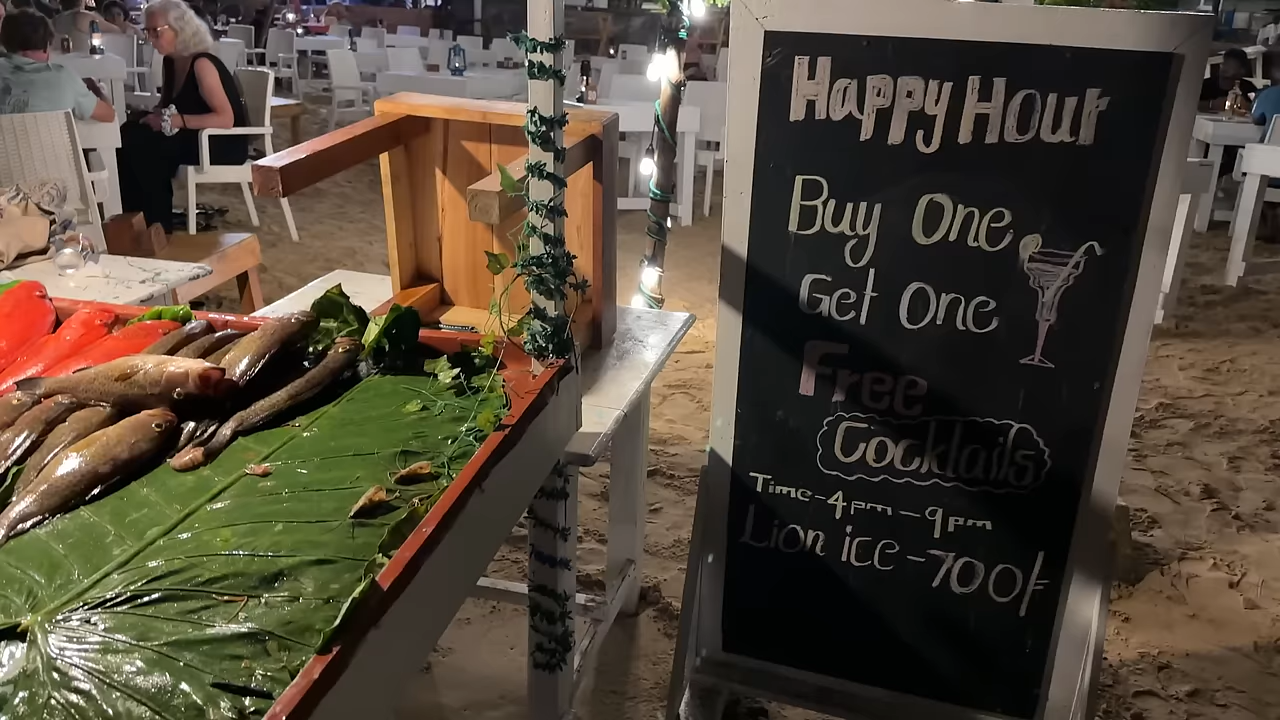 Happy Hour
Buy One
Get One
Free
Cocktails
Time-4pm-9pm
Lion ice-700/-